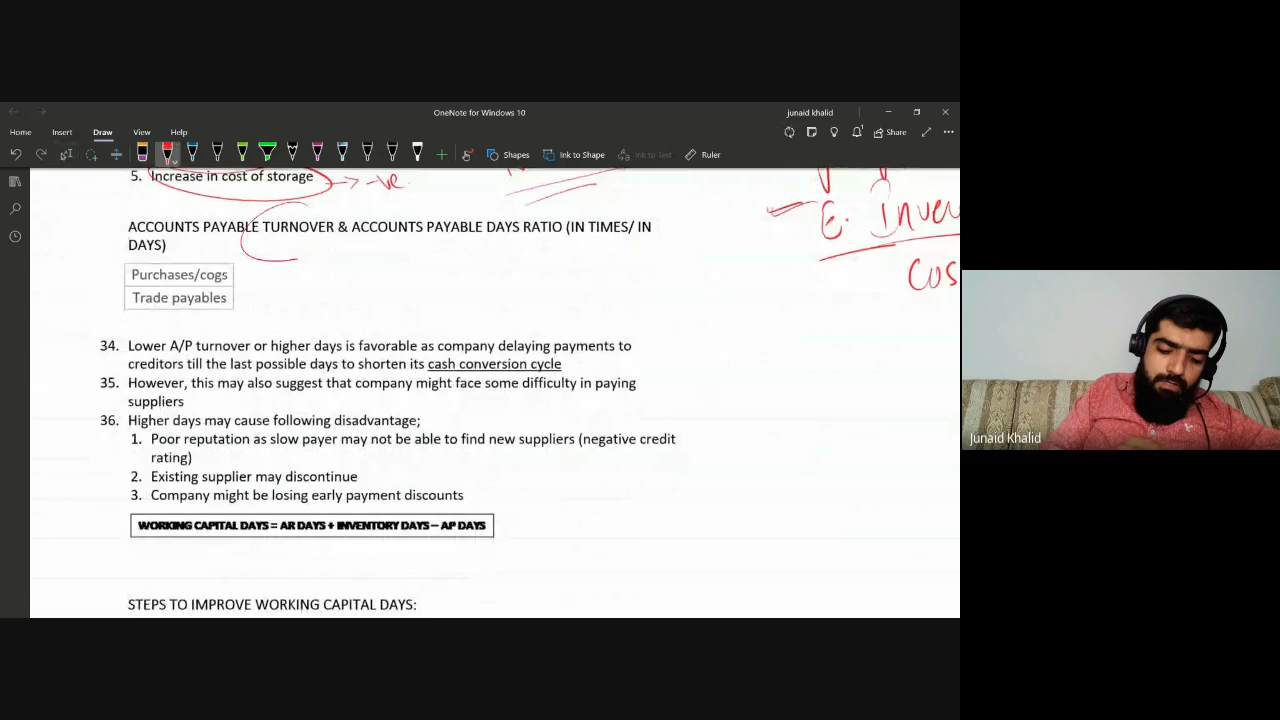 OneNote for Windows 10
junaid khalid
Home Insert Draw View Help
Share
Shapes Ink to Shape Ink to Text Ruler
5. Increase in cost of storage
→ -ve
E. Inven
Cos
ACCOUNTS PAYABLE TURNOVER & ACCOUNTS PAYABLE DAYS RATIO (IN TIMES/ IN
DAYS)
Purchases/cogs
Trade payables
34. Lower A/P turnover or higher days is favorable as company delaying payments to
creditors till the last possible days to shorten its cash conversion cycle
35. However, this may also suggest that company might face some difficulty in paying
suppliers
36. Higher days may cause following disadvantage;
1. Poor reputation as slow payer may not be able to find new suppliers (negative credit
rating)
2. Existing supplier may discontinue
3. Company might be losing early payment discounts
WORKING CAPITAL DAYS = AR DAYS + INVENTORY DAYS – AP DAYS
STEPS TO IMPROVE WORKING CAPITAL DAYS:
Junaid Khalid